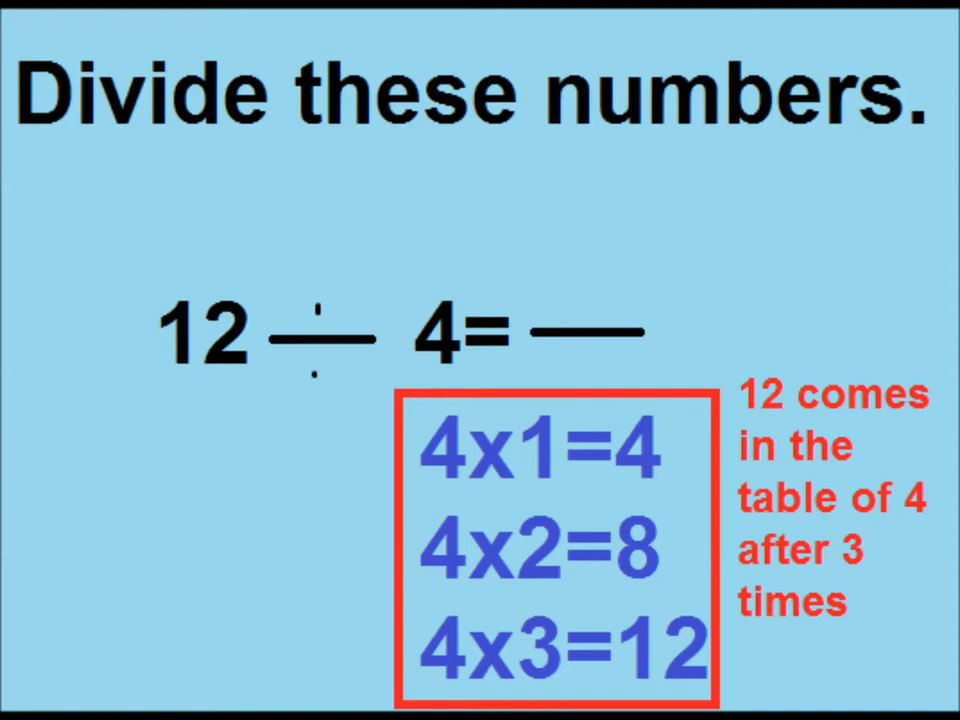 Divide these numbers.
12 ÷ 4= __
4x1=4
4x2=8
4x3=12
12 comes
in the
table of 4
after 3
times